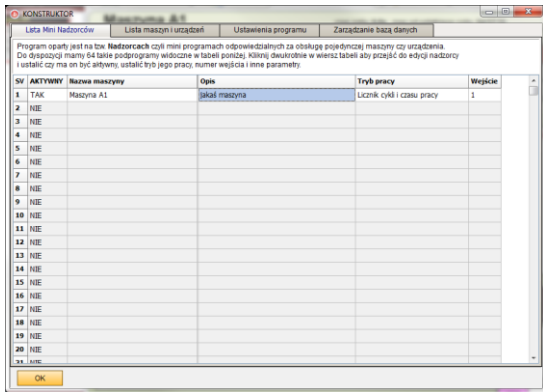 KONSTRUKTOR
Maszyna A1
Lista Mini Nadzorców Lista maszyn i urządzeń Ustawienia programu Zarządzanie bazą danych
Program oparty jest na tzw. Nadzorcach czyli mini programach odpowiedzialnych za obsługę pojedynczej maszyny czy urządzenia.
Do dyspozycji mamy 64 takie podprogramy widoczne w tabeli poniżej. Kliknij dwukrotnie w wiersz tabeli aby przejść do edycji nadzorcy
i ustalić czy ma on być aktywny, ustalić tryb jego pracy, numer wejścia i inne parametry.
SV AKTYWNY Nazwa maszyny Opis Tryb pracy Wejście
1 TAK Maszyna A1 Jakaś maszyna Licznik cykli i czasu pracy 1
2 NIE
3 NIE
4 NIE
5 NIE
6 NIE
7 NIE
8 NIE
9 NIE
10 NIE
11 NIE
12 NIE
13 NIE
14 NIE
15 NIE
16 NIE
17 NIE
18 NIE
19 NIE
20 NIE
21 NIE
OK